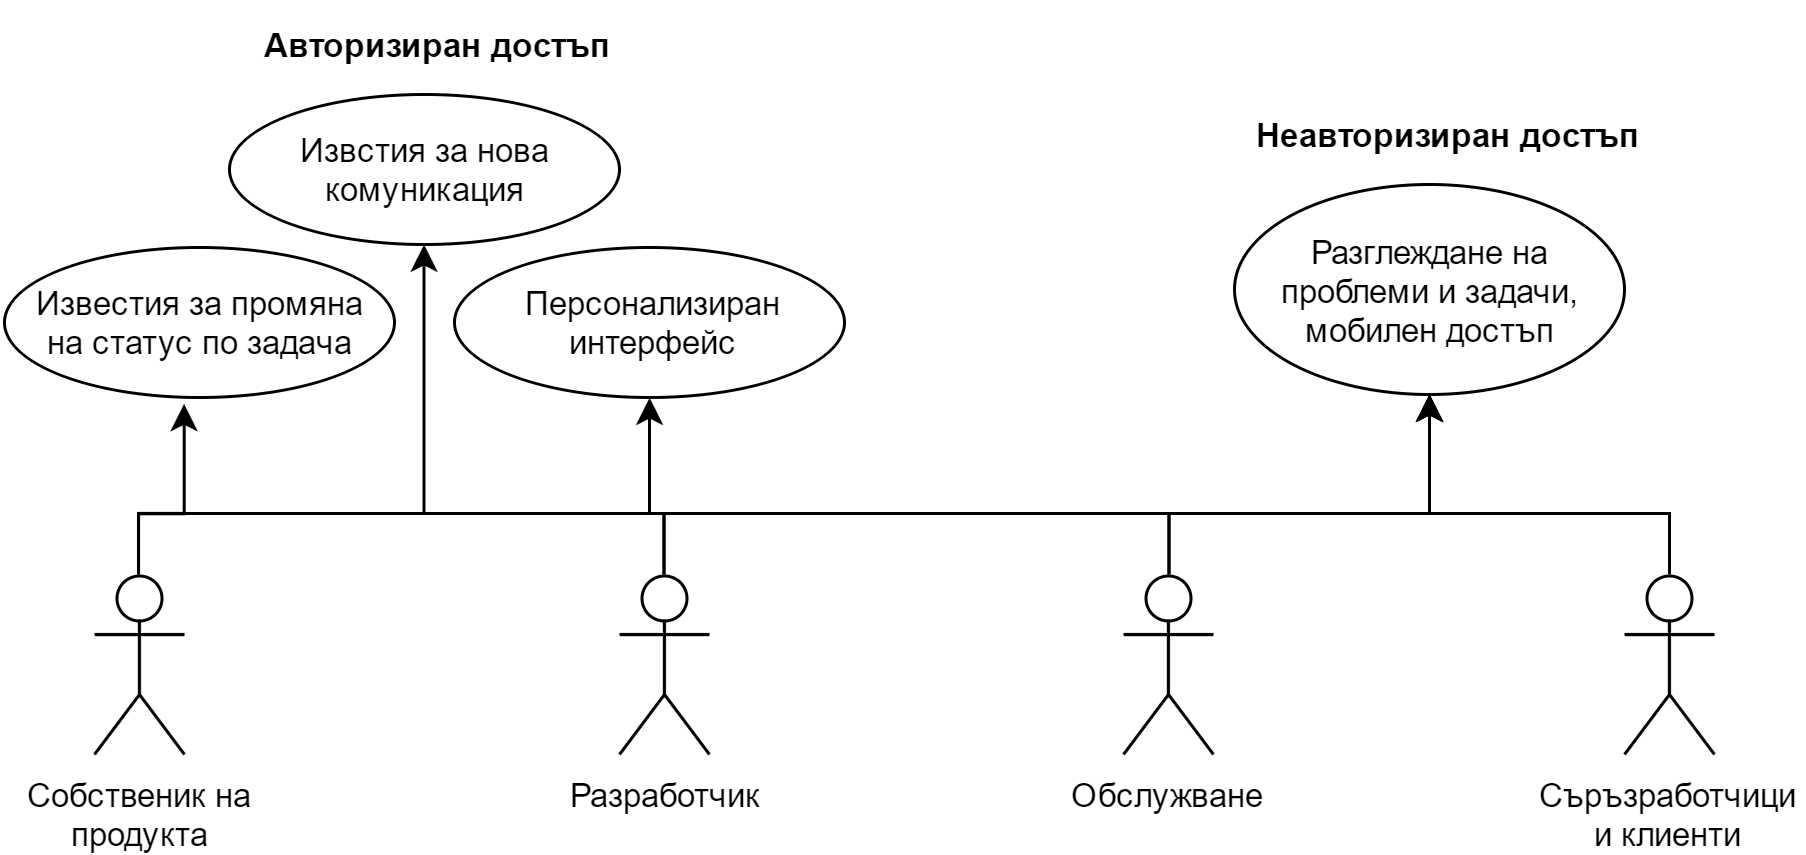 Авторизиран достъп
Извстия за нова
комуникация
Неавторизиран достъп
Известия за промяна
на статус по задача
Персонализиран
интерфейс
Разглеждане на
проблеми и задачи,
мобилен достъп
Собственик на
продукта
Разработчик
Обслужване
Съръзработчици
и клиенти